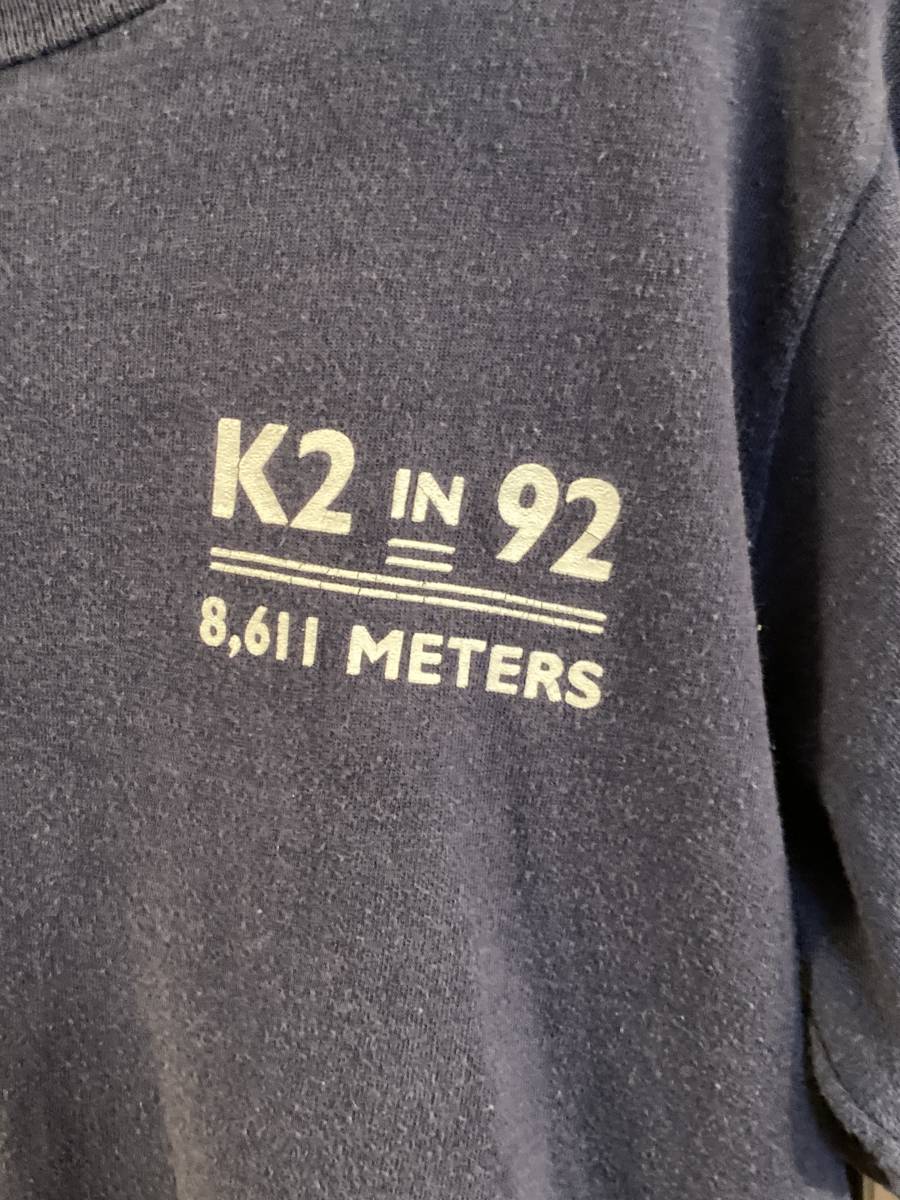 K2 IN 92
8,611 METERS